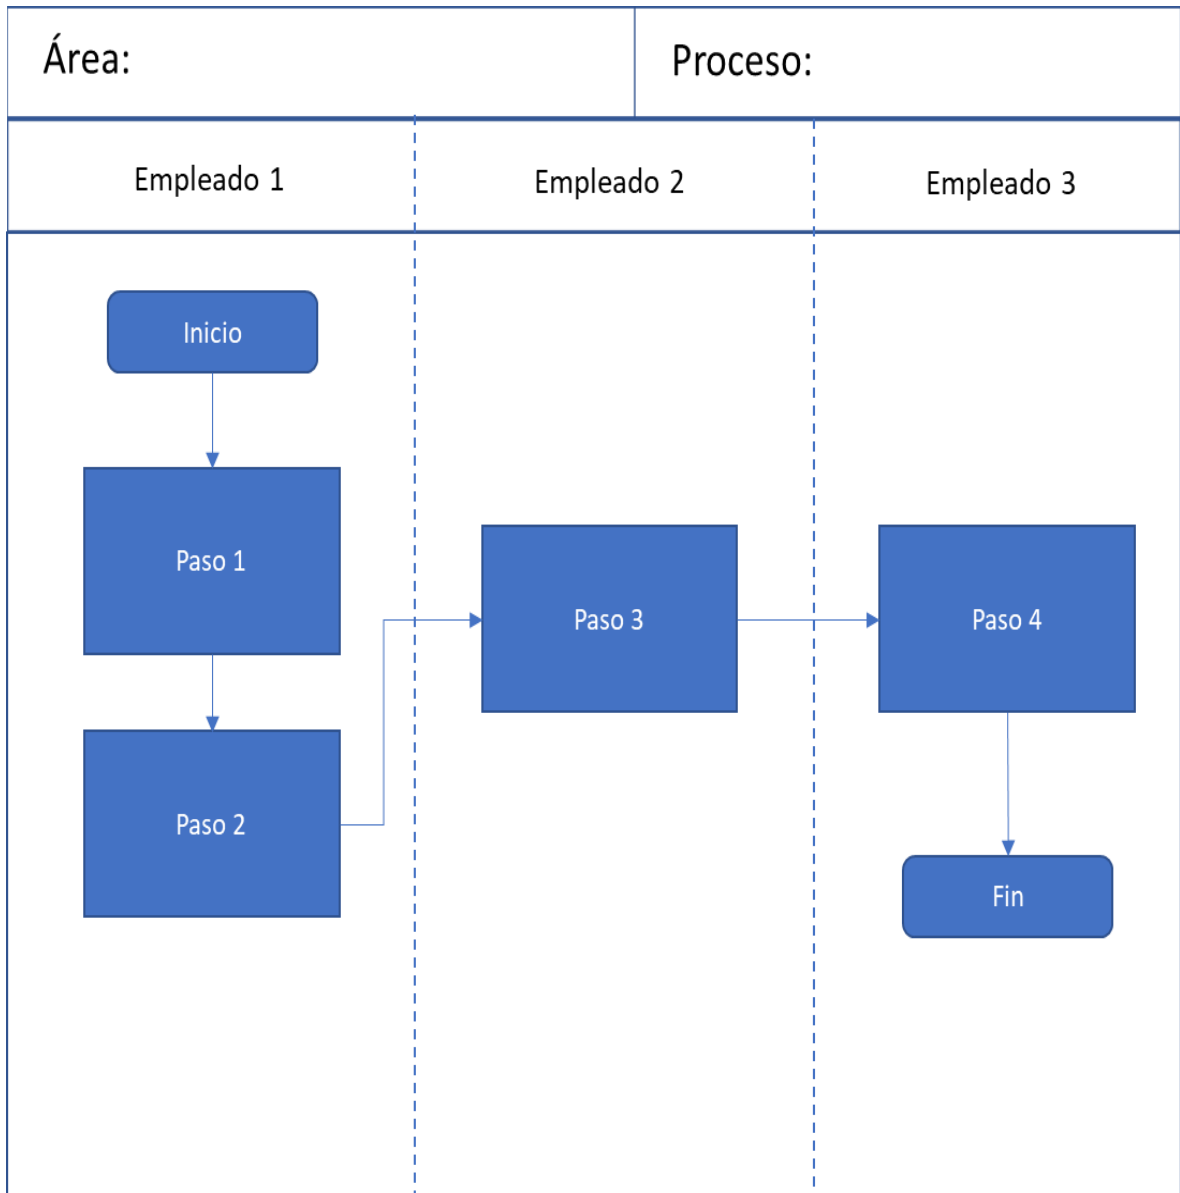 Área:
Proceso:
Empleado 1
Empleado 2
Empleado 3
Inicio
Paso 1
Paso 2
Paso 3
Paso 4
Fin